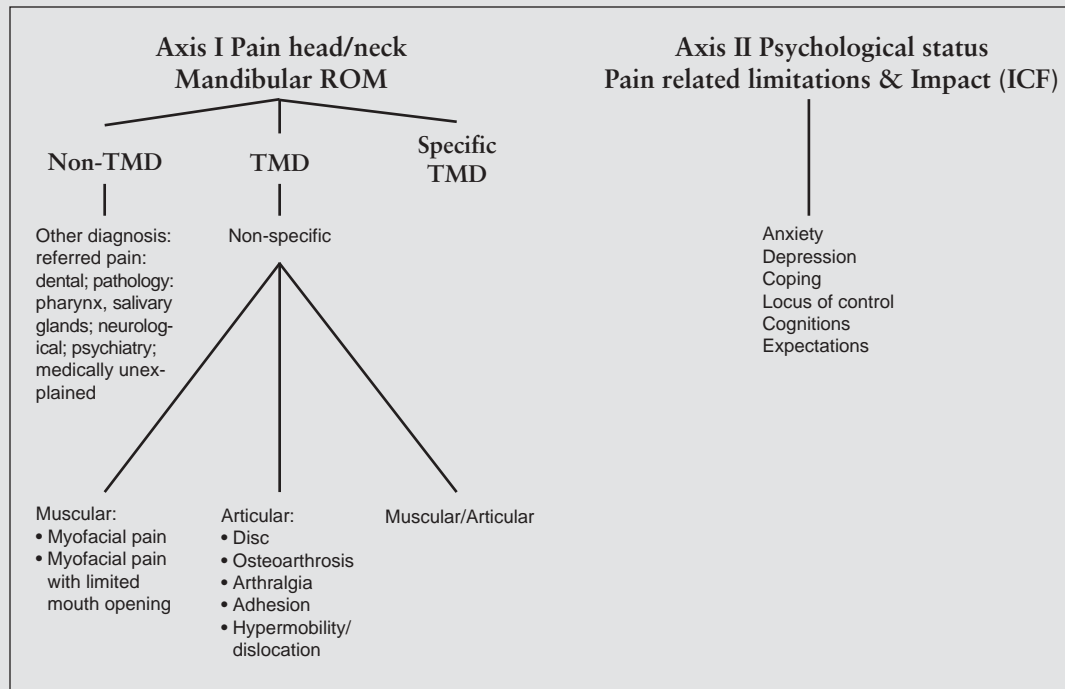 Axis I Pain head/neck
Mandibular ROM
Non-TMD
TMD
Specific
TMD
Other diagnosis:
referred pain:
dental; pathology:
pharynx, salivary
glands; neurolog-
ical; psychiatry;
medically unex-
plained
Non-specific
Muscular:
• Myofacial pain
• Myofacial pain
with limited
mouth opening
Articular:
• Disc
• Osteoarthrosis
• Arthralgia
• Adhesion
• Hypermobility/
dislocation
Muscular/Articular
Axis II Psychological status
Pain related limitations & Impact (ICF)
Anxiety
Depression
Coping
Locus of control
Cognitions
Expectations